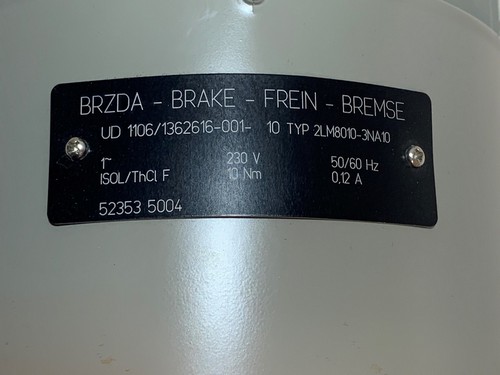 BRZDA - BRAKE - FREIN - BREMSE
UD 1106/1362616-001- 10 TYP 2LM8010-3NA10
1~ 230 V 50/60 Hz
ISOL/ThCl F 10 Nm 0,12 A
52353 5004